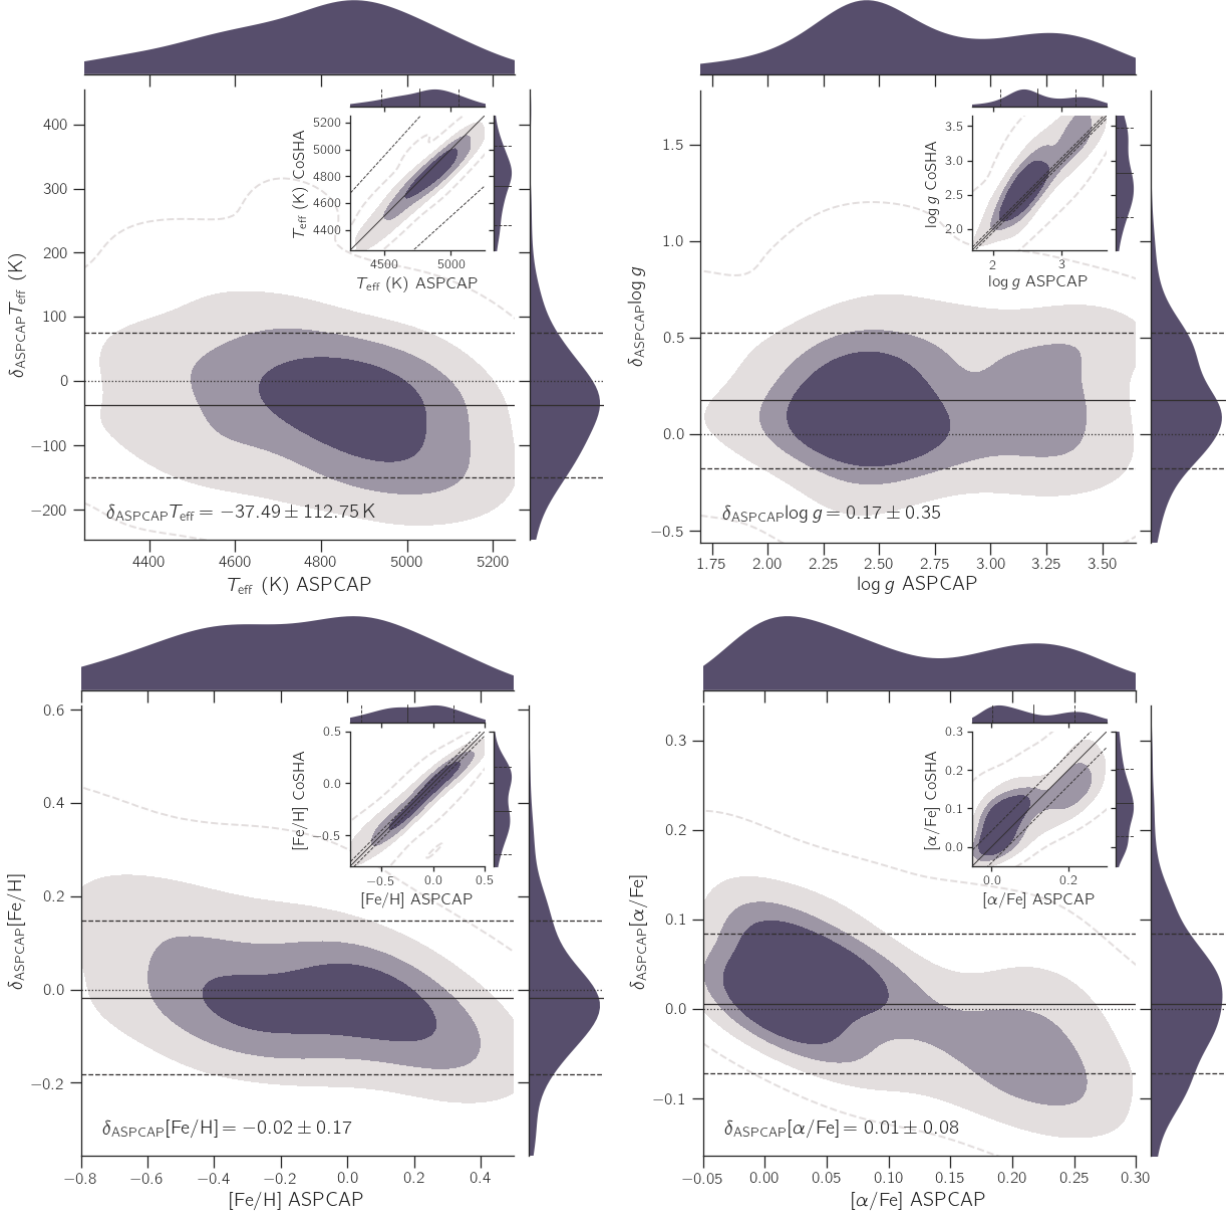 400
300
200
100
0
−100
−200
δASPCAPTeff (K)
5200
5000
4800
4600
4400
Teff (K) CoSHA
4500 5000
Teff (K) ASPCAP
δASPCAPTeff = −37.49 ± 112.75 K
4400 4600 4800 5000 5200
Teff (K) ASPCAP
1.5
1.0
0.5
0.0
−0.5
δASPCAPlog g
3.5
3.0
2.5
2.0
log g CoSHA
2 3
log g ASPCAP
δASPCAPlog g = 0.17 ± 0.35
1.75 2.00 2.25 2.50 2.75 3.00 3.25 3.50
log g ASPCAP
0.6
0.4
0.2
0.0
−0.2
δASPCAP[Fe/H]
0.5
0.0
−0.5
[Fe/H] CoSHA
−0.5 0.0 0.5
[Fe/H] ASPCAP
δASPCAP[Fe/H] = −0.02 ± 0.17
−0.8 −0.6 −0.4 −0.2 0.0 0.2 0.4
[Fe/H] ASPCAP
0.3
0.2
0.1
0.0
−0.1
δASPCAP[α/Fe]
0.3
0.2
0.1
0.0
[α/Fe] CoSHA
0.0 0.2
[α/Fe] ASPCAP
δASPCAP[α/Fe] = 0.01 ± 0.08
−0.05 0.00 0.05 0.10 0.15 0.20 0.25 0.30
[α/Fe] ASPCAP